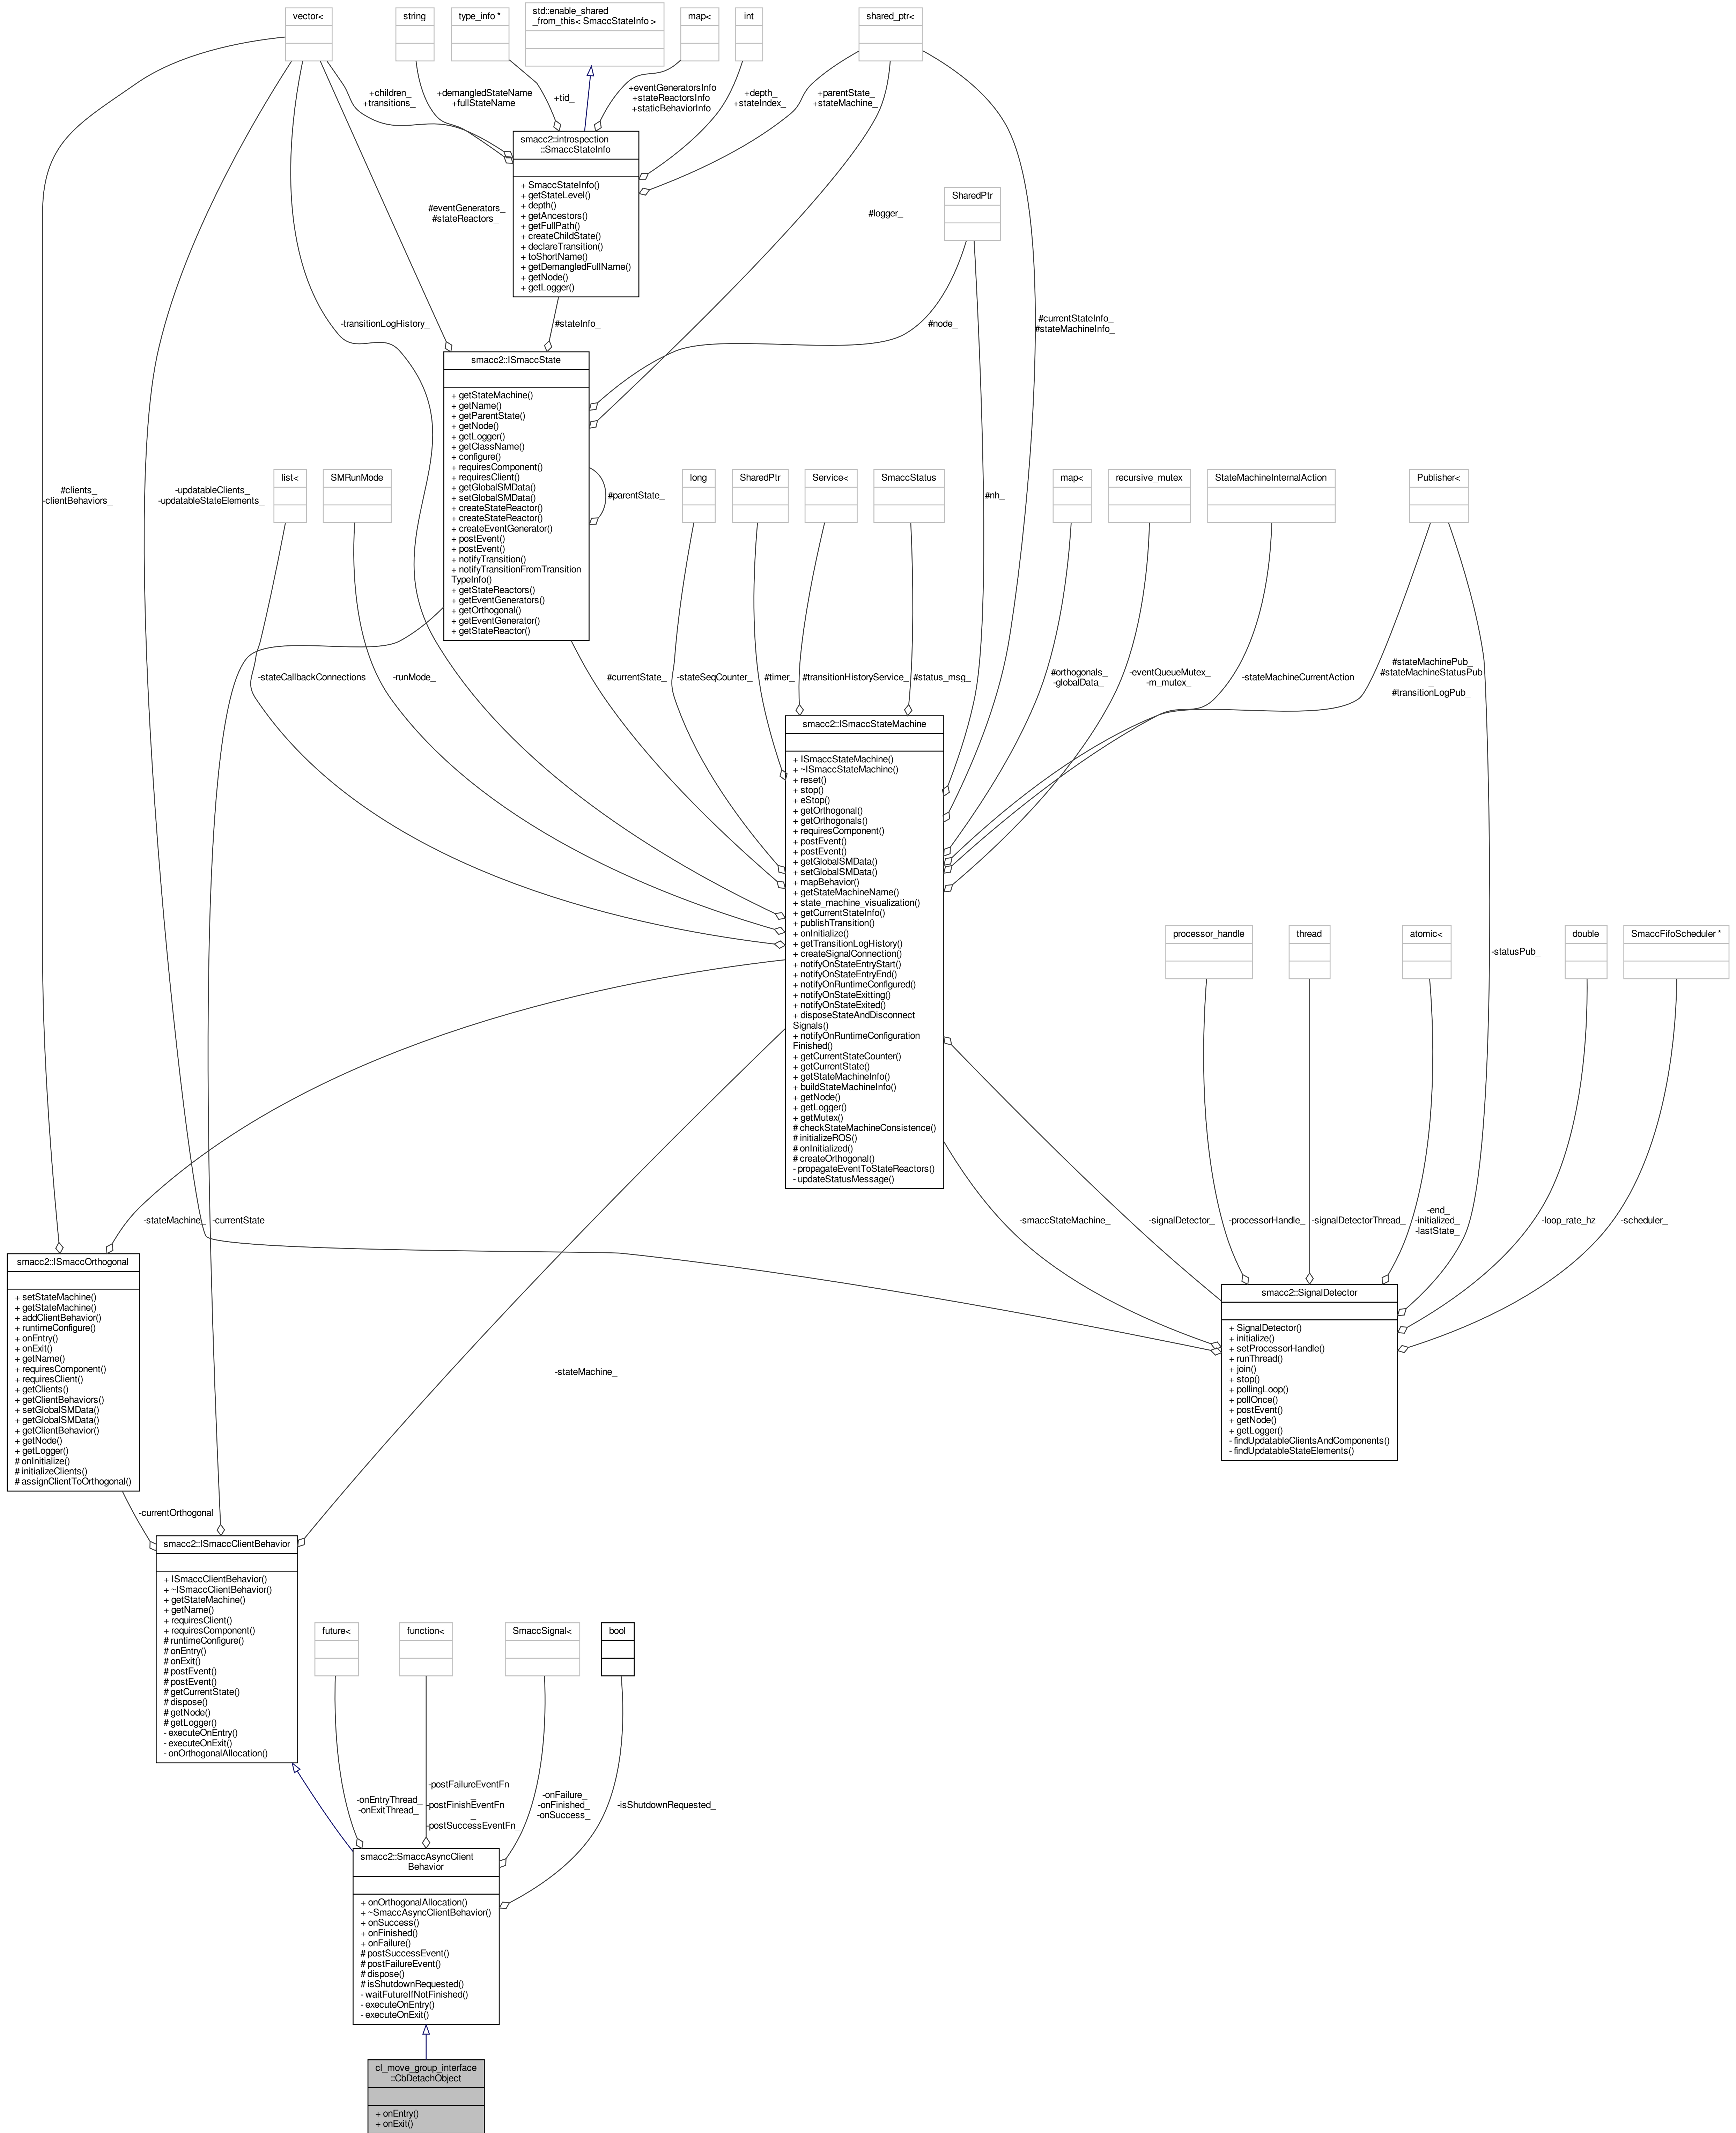 vector<
string
type_info *
std::enable_shared
_from_this< SmaccStateInfo >
map<
int
shared_ptr<
+children_
+transitions_
+demangledStateName
+fullStateName
+tid_
+eventGeneratorsInfo
+stateReactorsInfo
+staticBehaviorInfo
+depth_
+stateIndex_
+parentState_
+stateMachine_
smacc2::introspection
::SmaccStateInfo
+ SmaccStateInfo()
+ getStateLevel()
+ depth()
+ getAncestors()
+ getFullPath()
+ createChildState()
+ declareTransition()
+ toShortName()
+ getDemangledFullName()
+ getNode()
+ getLogger()
SharedPtr
#eventGenerators_
#stateReactors_
#logger_
-transitionLogHistory_
#stateInfo_
#node_
#currentStateInfo_
#stateMachineInfo_
smacc2::ISmaccState
+ getStateMachine()
+ getName()
+ getParentState()
+ getNode()
+ getLogger()
+ getClassName()
+ configure()
+ requiresComponent()
+ requiresClient()
+ getGlobalSMData()
+ setGlobalSMData()
+ createStateReactor()
+ createStateReactor()
+ createEventGenerator()
+ postEvent()
+ postEvent()
+ notifyTransition()
+ notifyTransitionFromTransition
TypeInfo()
+ getStateReactors()
+ getEventGenerators()
+ getOrthogonal()
+ getEventGenerator()
+ getStateReactor()
#parentState_
#clients_
-clientBehaviors_
-updatableClients_
-updatableStateElements_
list<
SMRunMode
long
SharedPtr
Service<
SmaccStatus
#nh_
map<
recursive_mutex
StateMachineInternalAction
Publisher<
-stateCallbackConnections
-runMode_
#currentState_
-stateSeqCounter_
#timer_
#transitionHistoryService_
#status_msg_
#orthogonals_
-globalData_
-eventQueueMutex_
-m_mutex_
-stateMachineCurrentAction
#stateMachinePub_
#stateMachineStatusPub
_
#transitionLogPub_
smacc2::ISmaccStateMachine
+ ISmaccStateMachine()
+ ~ISmaccStateMachine()
+ reset()
+ stop()
+ eStop()
+ getOrthogonal()
+ getOrthogonals()
+ requiresComponent()
+ postEvent()
+ postEvent()
+ getGlobalSMData()
+ setGlobalSMData()
+ mapBehavior()
+ getStateMachineName()
+ state_machine_visualization()
+ getCurrentStateInfo()
+ publishTransition()
+ onInitialize()
+ getTransitionLogHistory()
+ createSignalConnection()
+ notifyOnStateEntryStart()
+ notifyOnStateEntryEnd()
+ notifyOnRuntimeConfigured()
+ notifyOnStateExitting()
+ notifyOnStateExited()
+ disposeStateAndDisconnect
Signals()
+ notifyOnRuntimeConfiguration
Finished()
+ getCurrentStateCounter()
+ getCurrentState()
+ getStateMachineInfo()
+ buildStateMachineInfo()
+ getNode()
+ getLogger()
+ getMutex()
# checkStateMachineConsistence()
# initializeROS()
# onInitialized()
# createOrthogonal()
- propagateEventToStateReactors()
- updateStatusMessage()
processor_handle
thread
atomic<
-statusPub_
double
SmaccFifoScheduler *
-stateMachine_
-currentState
-smaccStateMachine_
-signalDetector_
-processorHandle_
-signalDetectorThread_
-end_
-initialized_
-lastState_
-loop_rate_hz
-scheduler_
smacc2::ISmaccOrthogonal
+ setStateMachine()
+ getStateMachine()
+ addClientBehavior()
+ runtimeConfigure()
+ onEntry()
+ onExit()
+ getName()
+ requiresComponent()
+ requiresClient()
+ getClients()
+ getClientBehaviors()
+ setGlobalSMData()
+ getGlobalSMData()
+ getClientBehavior()
+ getNode()
+ getLogger()
# onInitialize()
# initializeClients()
# assignClientToOrthogonal()
smacc2::SignalDetector
+ SignalDetector()
+ initialize()
+ setProcessorHandle()
+ runThread()
+ join()
+ stop()
+ pollingLoop()
+ pollOnce()
+ postEvent()
+ getNode()
+ getLogger()
- findUpdatableClientsAndComponents()
- findUpdatableStateElements()
-stateMachine_
-currentOrthogonal
smacc2::ISmaccClientBehavior
+ ISmaccClientBehavior()
+ ~ISmaccClientBehavior()
+ getStateMachine()
+ getName()
+ requiresClient()
+ requiresComponent()
# runtimeConfigure()
# onEntry()
# onExit()
# postEvent()
# postEvent()
# getCurrentState()
# dispose()
# getNode()
# getLogger()
- executeOnEntry()
- executeOnExit()
- onOrthogonalAllocation()
future<
function<
SmaccSignal<
bool
-onEntryThread_
-onExitThread_
-postFailureEventFn
_
-postFinishEventFn
_
-postSuccessEventFn_
-onFailure_
-onFinished_
-onSuccess_
-isShutdownRequested_
smacc2::SmaccAsyncClient
Behavior
+ onOrthogonalAllocation()
+ ~SmaccAsyncClientBehavior()
+ onSuccess()
+ onFinished()
+ onFailure()
# postSuccessEvent()
# postFailureEvent()
# dispose()
# isShutdownRequested()
- waitFutureIfNotFinished()
- executeOnEntry()
- executeOnExit()
cl_move_group_interface
::CbDetachObject
+ onEntry()
+ onExit()